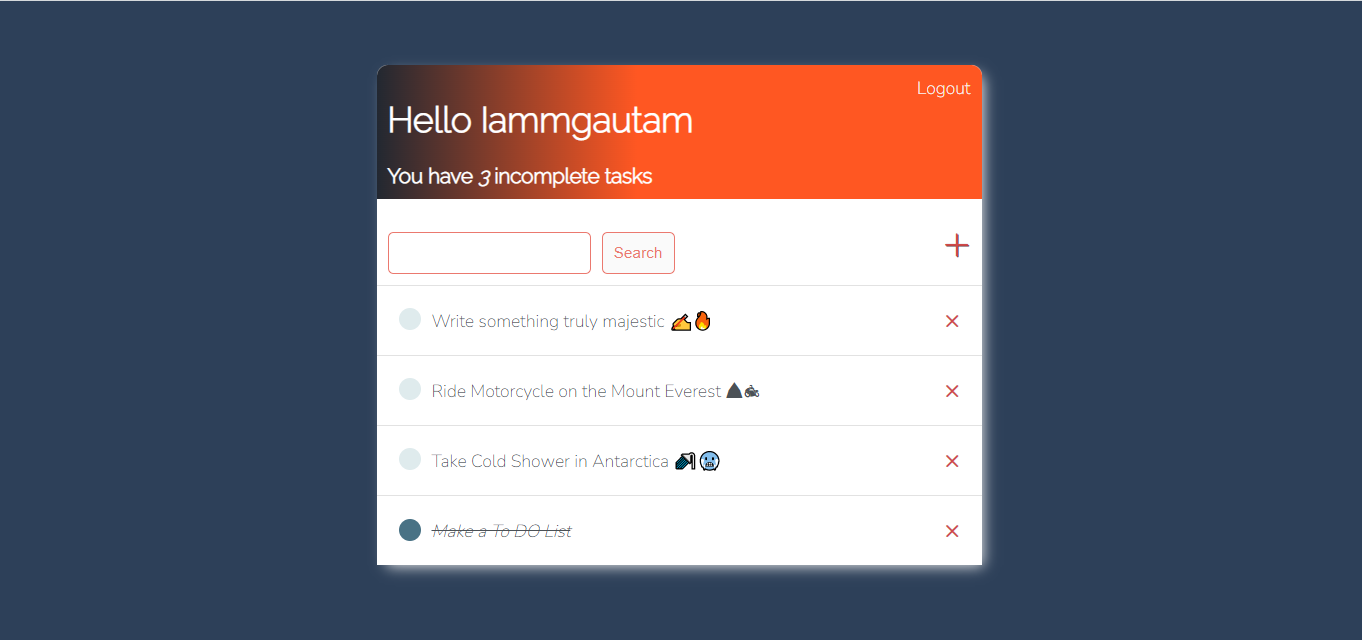 Logout
Hello Iammgautam
You have 3 incomplete tasks
Search
Write something truly majestic ✍🔥
Ride Motorcycle on the Mount Everest ⛰🏍
Take Cold Shower in Antarctica 🚿🥶
Make a To DO List